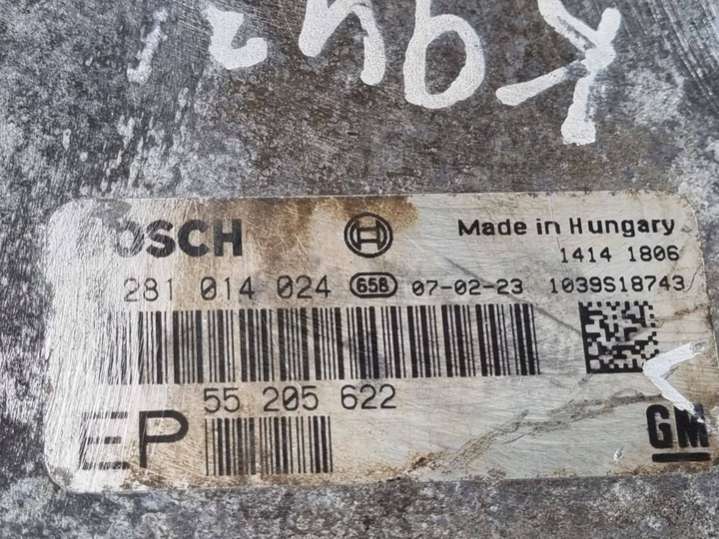 BOSCH
Made in Hungary
1414 1806
281 014 024 658 07-02-23 1039S18743
55 205 622
EP
GM